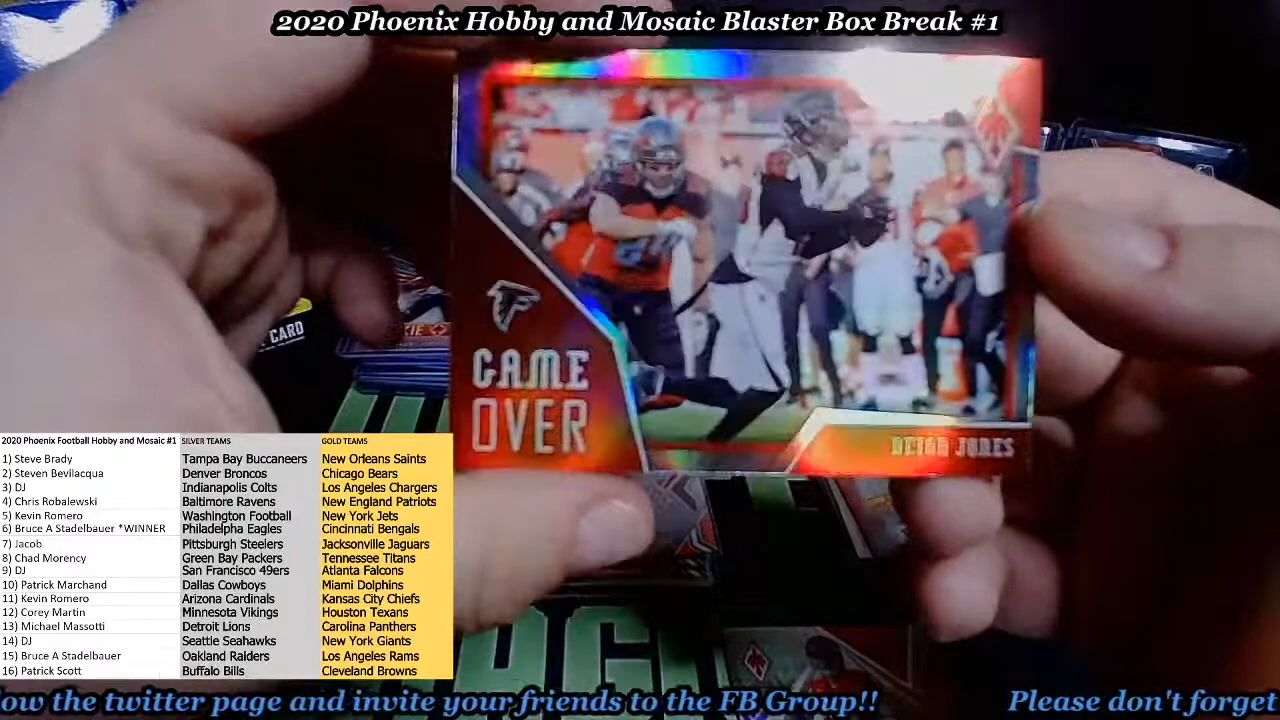 2020 Phoenix Hobby and Mosaic Blaster Box Break #1
CARD
GAME
OVER
DEION JONES
2020 Phoenix Football Hobby and Mosaic #1 SILVER TEAMS GOLD TEAMS
1) Steve Brady Tampa Bay Buccaneers New Orleans Saints
2) Steven Bevilacqua Denver Broncos Chicago Bears
3) DJ Indianapolis Colts Los Angeles Chargers
4) Chris Robalewski Baltimore Ravens New England Patriots
5) Kevin Romero Washington Football New York Jets
6) Bruce A Stadelbauer *WINNER Philadelpha Eagles Cincinnati Bengals
7) Jacob Pittsburgh Steelers Jacksonville Jaguars
8) Chad Morency Green Bay Packers Tennessee Titans
9) DJ San Francisco 49ers Atlanta Falcons
10) Patrick Marchand Dallas Cowboys Miami Dolphins
11) Kevin Romero Arizona Cardinals Kansas City Chiefs
12) Corey Martin Minnesota Vikings Houston Texans
13) Michael Massotti Detroit Lions Carolina Panthers
14) DJ Seattle Seahawks New York Giants
15) Bruce A Stadelbauer Oakland Raiders Los Angeles Rams
16) Patrick Scott Buffalo Bills Cleveland Browns
low the twitter page and invite your friends to the FB Group!! Please don't forget